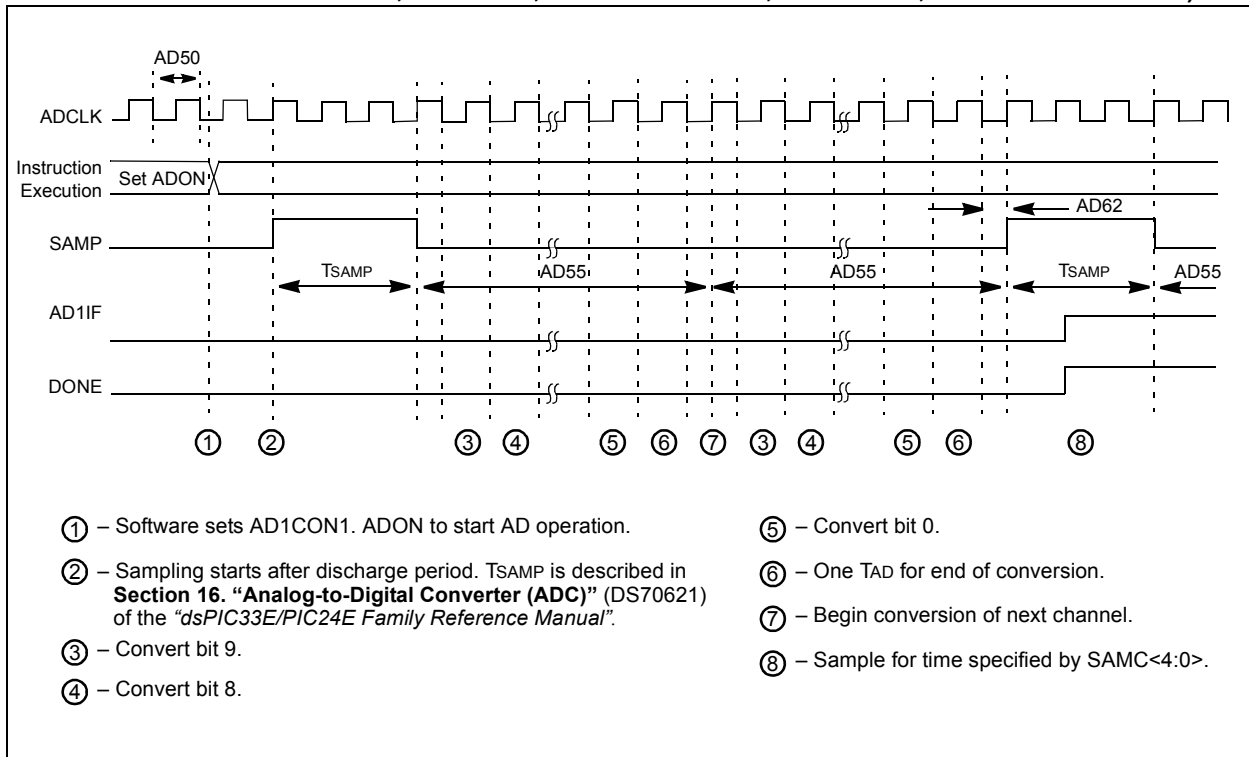 AD50
ADCLK
Instruction
Execution
Set ADON
AD62
SAMP
TSAMP
AD55
AD55
TSAMP
AD55
AD1IF
DONE
1 2 3 4 5 6 7 3 4 5 6 8
1 – Software sets AD1CON1. ADON to start AD operation.
2 – Sampling starts after discharge period. TSAMP is described in
Section 16. “Analog-to-Digital Converter (ADC)” (DS70621)
of the “dsPIC33E/PIC24E Family Reference Manual”.
3 – Convert bit 9.
4 – Convert bit 8.
5 – Convert bit 0.
6 – One TAD for end of conversion.
7 – Begin conversion of next channel.
8 – Sample for time specified by SAMC<4:0>.